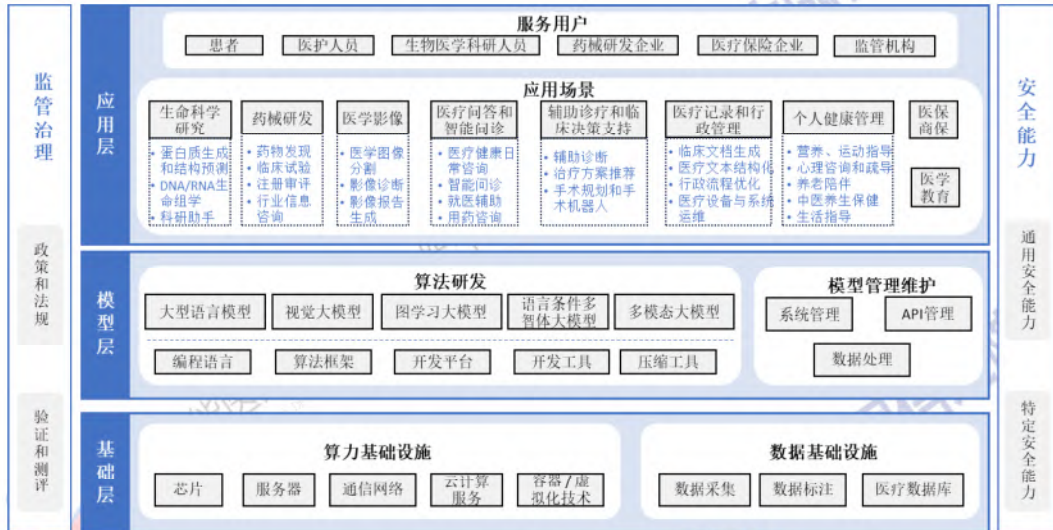 监管治理
政策和法规
验证和测评
应用层
服务用户
患者
医护人员
生物医学科研人员
药械研发企业
医疗保险企业
监管机构
应用场景
生命科学
研究
• 蛋白质生成
和结构预测
• DNA/RNA生
命组学
• 科研助手
药械研发
• 药物发现
• 临床试验
• 注册审评
• 行业信息
咨询
医学影像
• 医学图像
分割
• 影像诊断
• 影像报告
生成
医疗问答和
智能问诊
• 医疗健康日
常咨询
• 智能问诊
• 就医辅助
• 用药咨询
辅助诊疗和临
床决策支持
• 辅助诊断
• 治疗方案推荐
• 手术规划和手
术机器人
医疗记录和行
政管理
• 临床文档生成
• 医疗文本结构化
• 行政流程优化
• 医疗设备与系统
运维
个人健康管理
• 营养、运动指导
• 心理咨询和疏导
• 养老陪伴
• 中医养生保健
• 生活指导
医保
商保
医学
教育
模型层
算法研发
大型语言模型
视觉大模型
图学习大模型
语言条件多
智体大模型
多模态大模型
编程语言
算法框架
开发平台
开发工具
压缩工具
模型管理维护
系统管理
API管理
数据处理
基础层
算力基础设施
芯片
服务器
通信网络
云计算
服务
容器/虚
拟化技术
数据基础设施
数据采集
数据标注
医疗数据库
安全能力
通用安全能力
特定安全能力